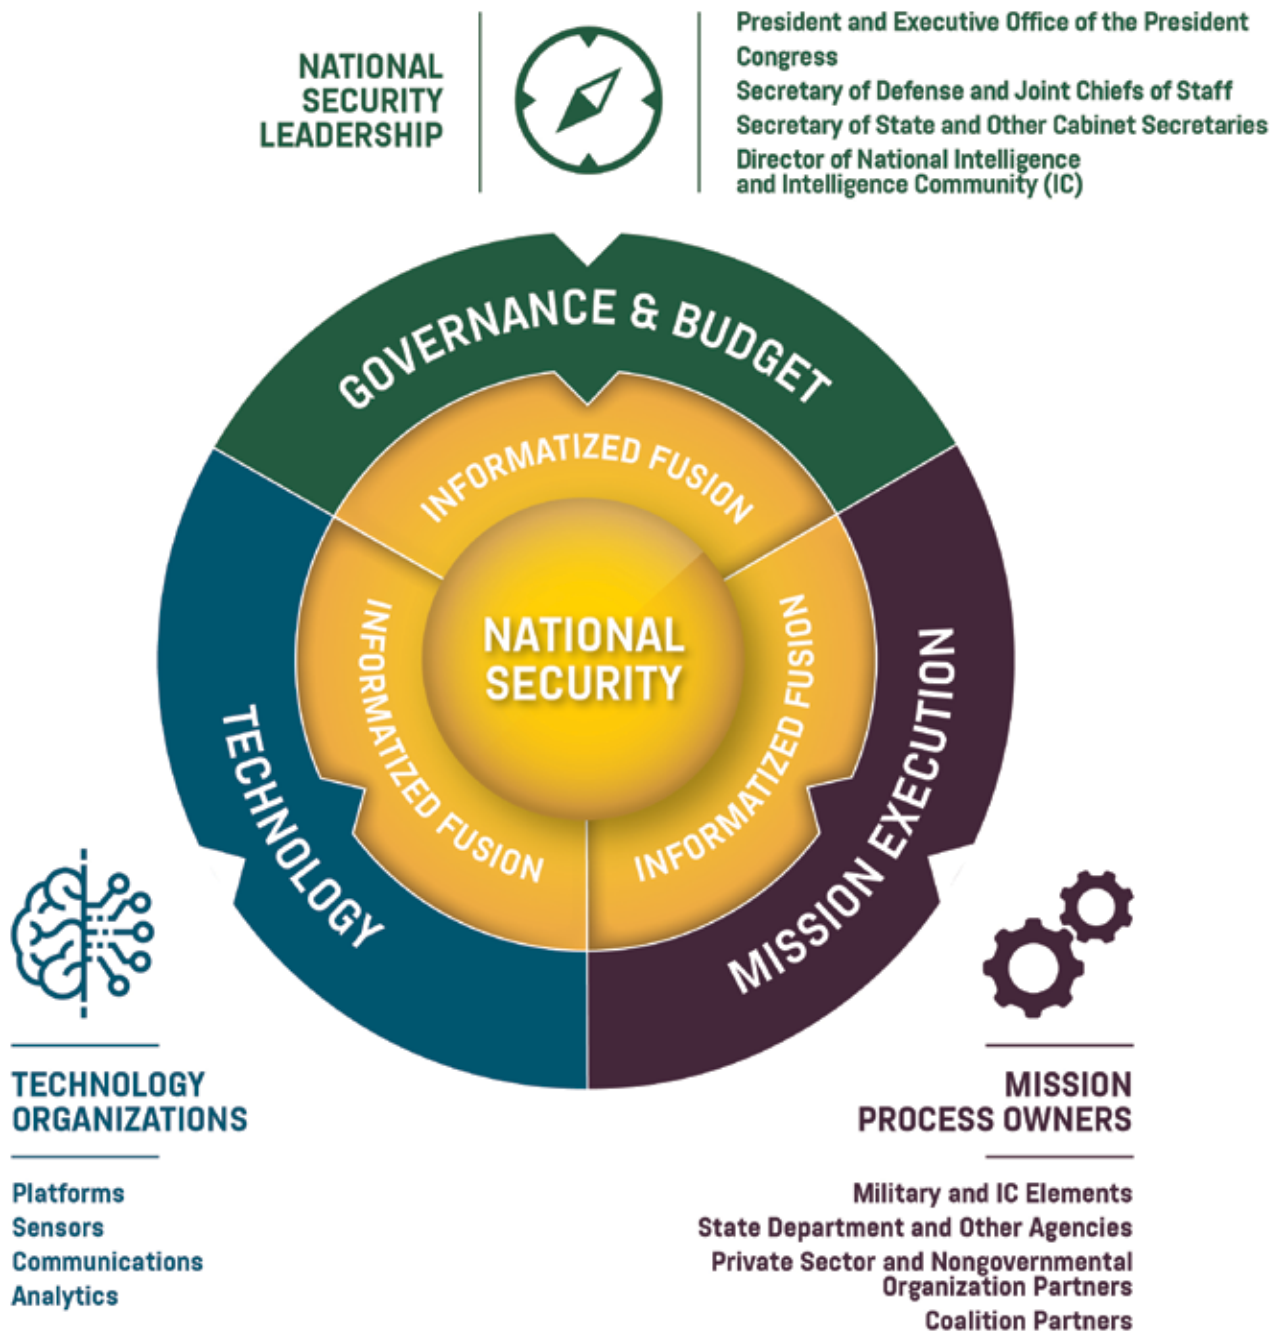 NATIONAL
SECURITY
LEADERSHIP
President and Executive Office of the President
Congress
Secretary of Defense and Joint Chiefs of Staff
Secretary of State and Other Cabinet Secretaries
Director of National Intelligence
and Intelligence Community (IC)
GOVERNANCE & BUDGET
INFORMATIZED FUSION
INFORMATIZED FUSION
INFORMATIZED FUSION
NATIONAL
SECURITY
TECHNOLOGY
MISSION EXECUTION
TECHNOLOGY
ORGANIZATIONS
Platforms
Sensors
Communications
Analytics
MISSION
PROCESS OWNERS
Military and IC Elements
State Department and Other Agencies
Private Sector and Nongovernmental
Organization Partners
Coalition Partners